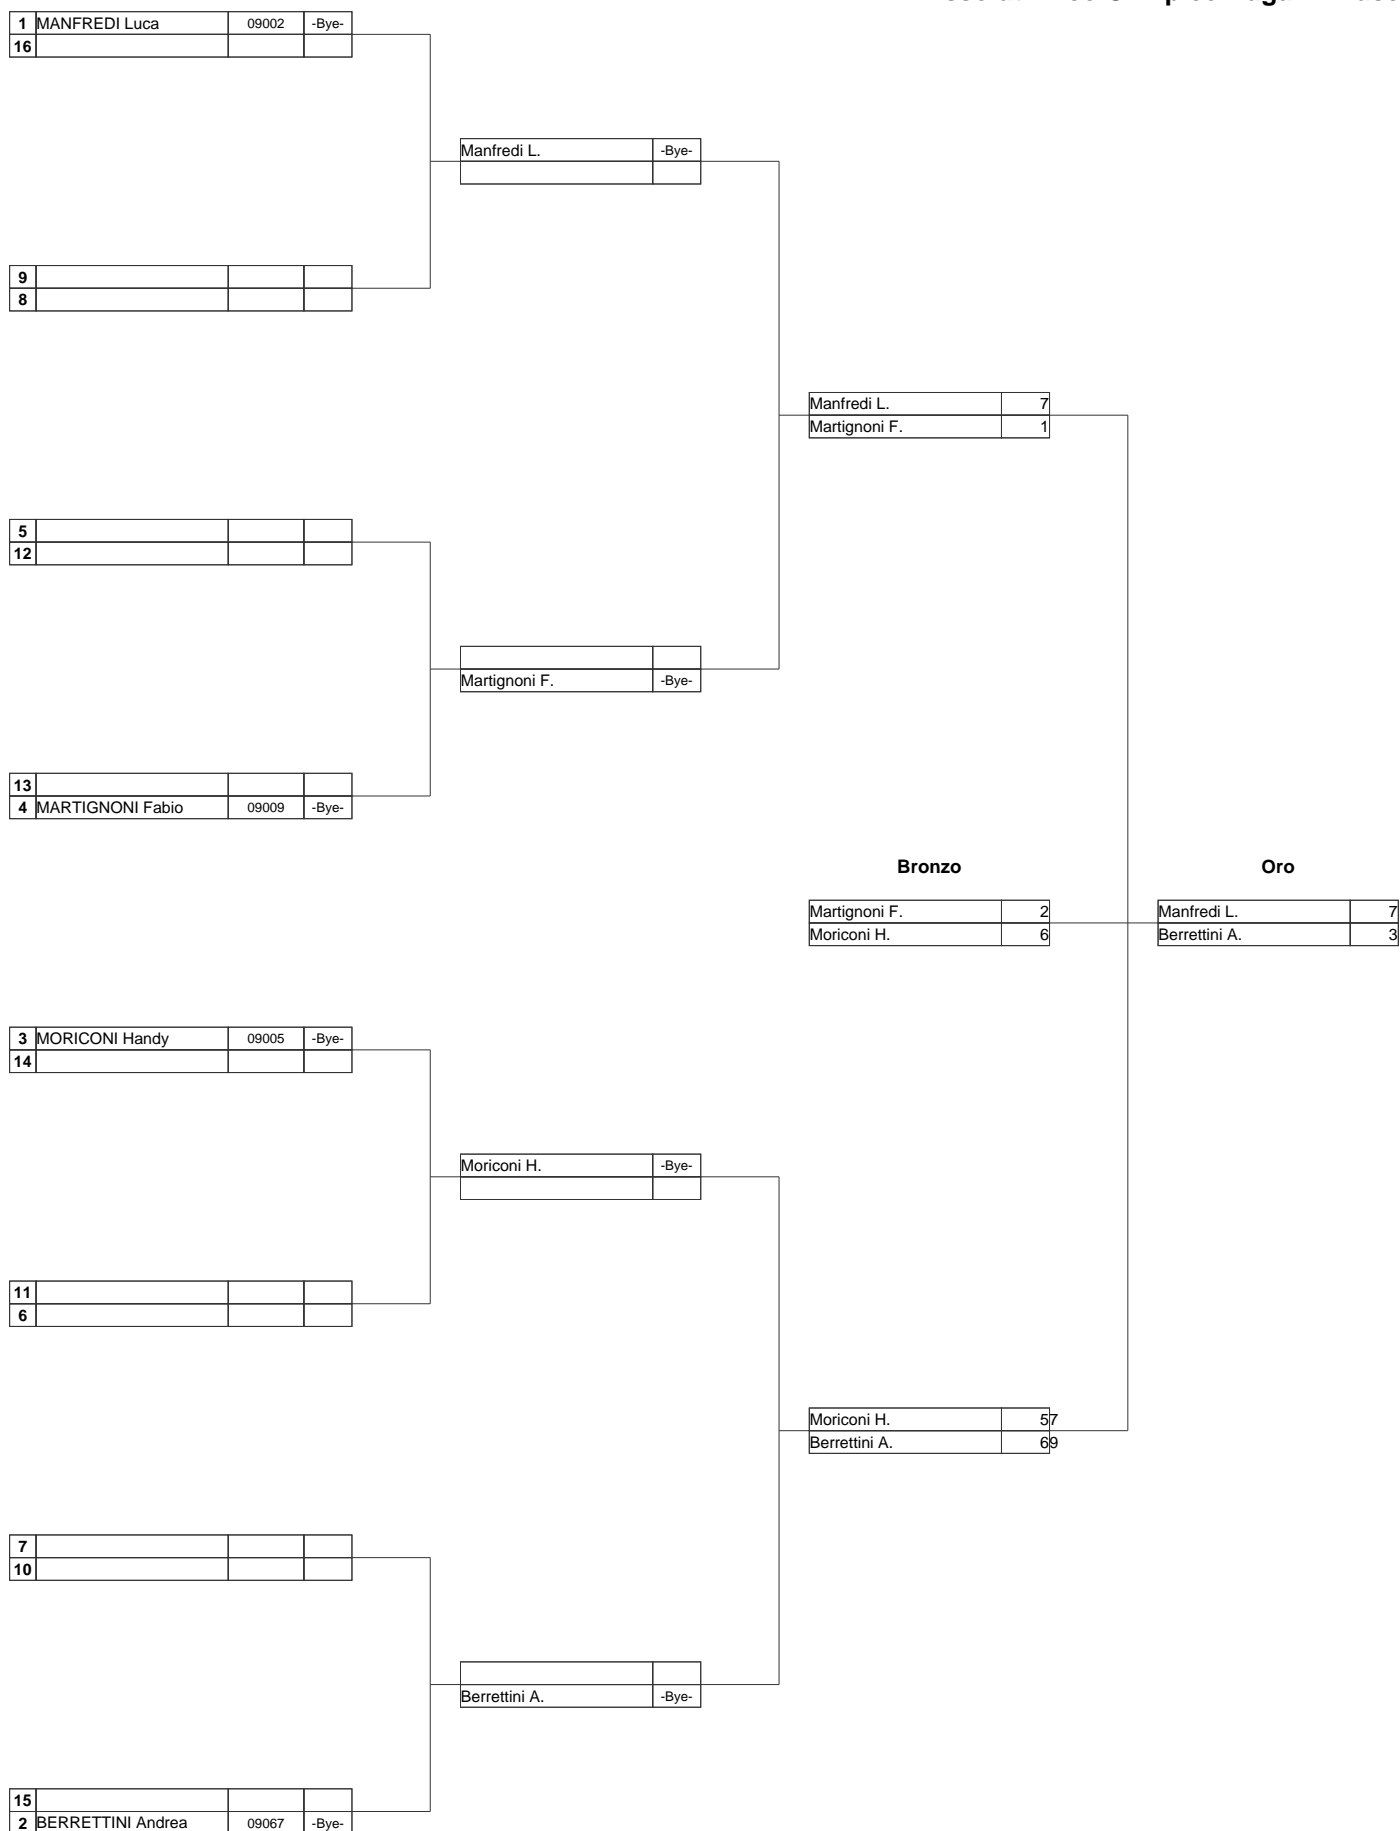 1 MANFREDI Luca 09002 -Bye-
16
Manfredi L. -Bye-
9
8
Manfredi L. 7
Martignoni F. 1
5
12
Martignoni F. -Bye-
13
4 MARTIGNONI Fabio 09009 -Bye-
Bronzo
Martignoni F. 2
Moriconi H. 6
Oro
Manfredi L. 7
Berrettini A. 3
3 MORICONI Handy 09005 -Bye-
14
Moriconi H. -Bye-
11
6
Moriconi H. 57
Berrettini A. 69
7
10
Berrettini A. -Bye-
15
2 BERRETTINI Andrea 09067 -Bye-